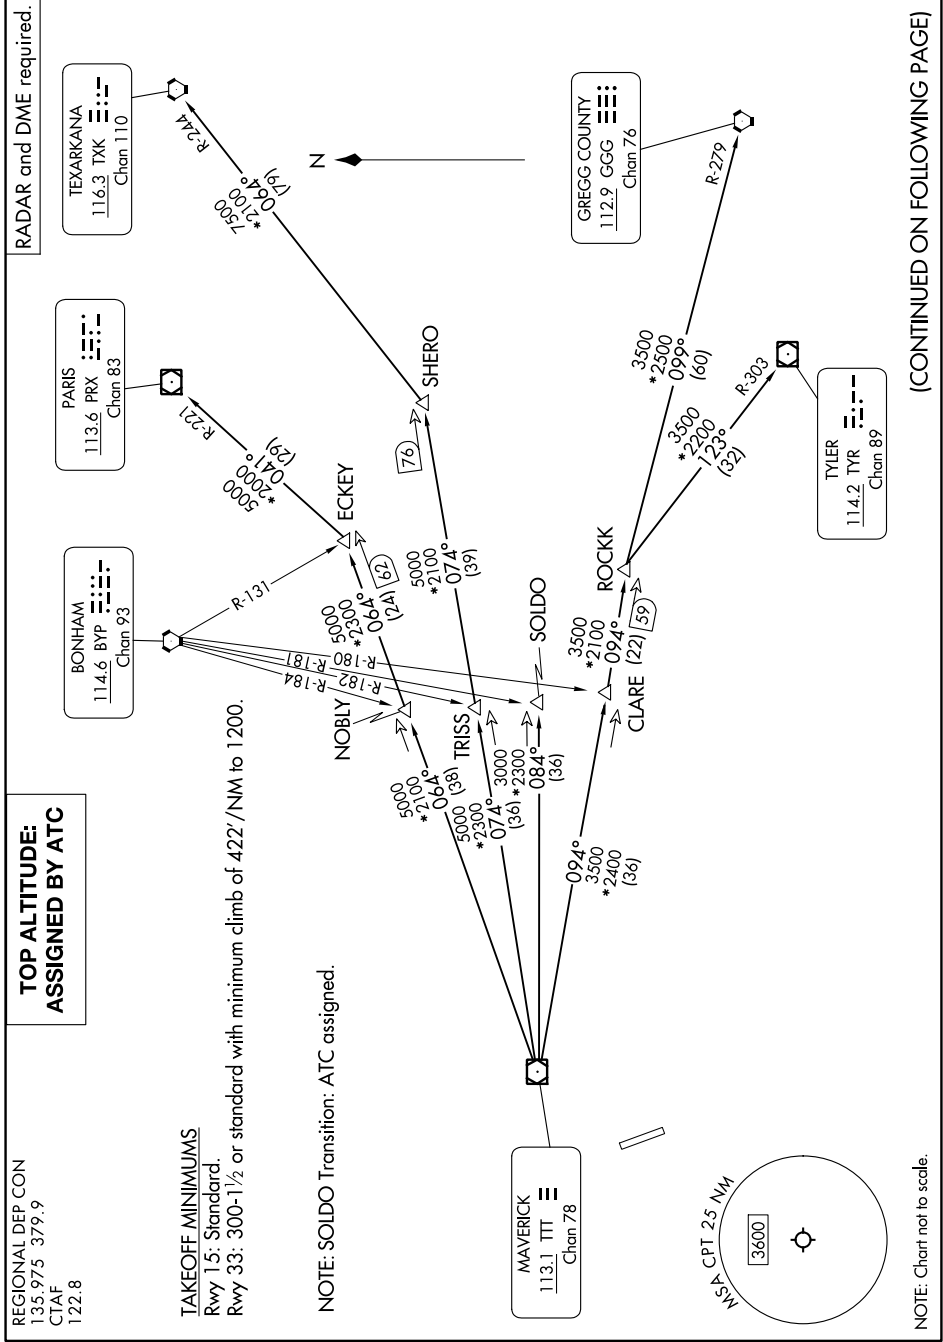 REGIONAL DEP CON
135.975 379.9
CTAF
122.8
TOP ALTITUDE:
ASSIGNED BY ATC
RADAR and DME required.
TAKEOFF MINIMUMS
Rwy 15: Standard.
Rwy 33: 300-1½ or standard with minimum climb of 422'/NM to 1200.
NOTE: SOLDO Transition: ATC assigned.
BONHAM
114.6 BYP
Chan 93
PARIS
113.6 PRX
Chan 83
TEXARKANA
116.3 TXK
Chan 110
R-131
R-184
R-182
R-181
R-180
R-221
R-244
5000
*2000
041°
(29)
7500
*2100
064°
(79)
N
ECKEY
NOBLY
5000
*2300
064°
(24)
62
5000
*2100
064°
(38)
SHERO
76
5000
*2100
074°
(39)
TRISS
5000
*2300
074°
(36)
SOLDO
3000
*2300
084°
(36)
CLARE
094°
3500
*2400
(36)
ROCKK
3500
*2100
094°
(22)
59
3500
*2500
099°
(60)
R-279
3500
*2200
123°
(32)
R-303
GREGG COUNTY
112.9 GGG
Chan 76
TYLER
114.2 TYR
Chan 89
MAVERICK
113.1 TTT
Chan 78
MSA CPT 25 NM
3600
NOTE: Chart not to scale.
(CONTINUED ON FOLLOWING PAGE)